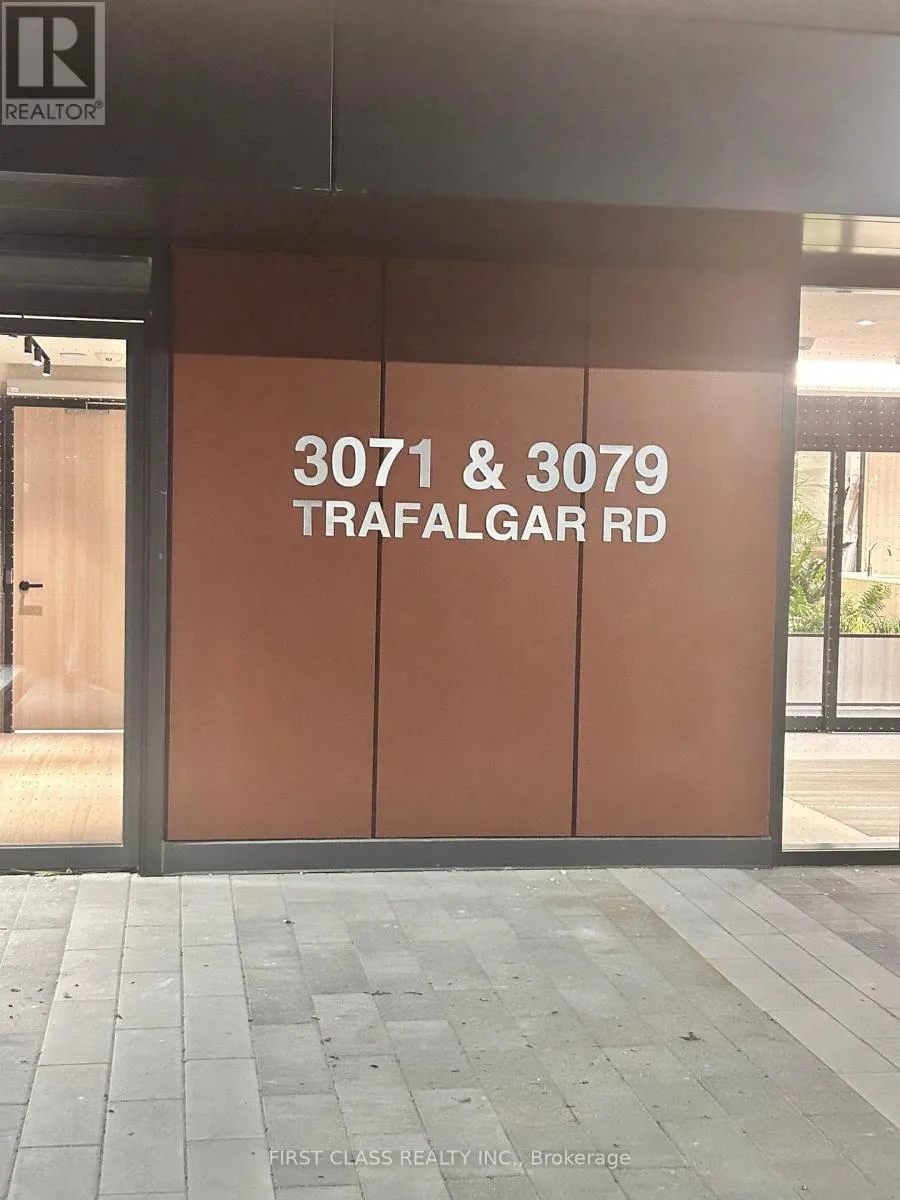 R
REALTOR®
3071 & 3079
TRAFALGAR RD
FIRST CLASS REALTY INC., Brokerage